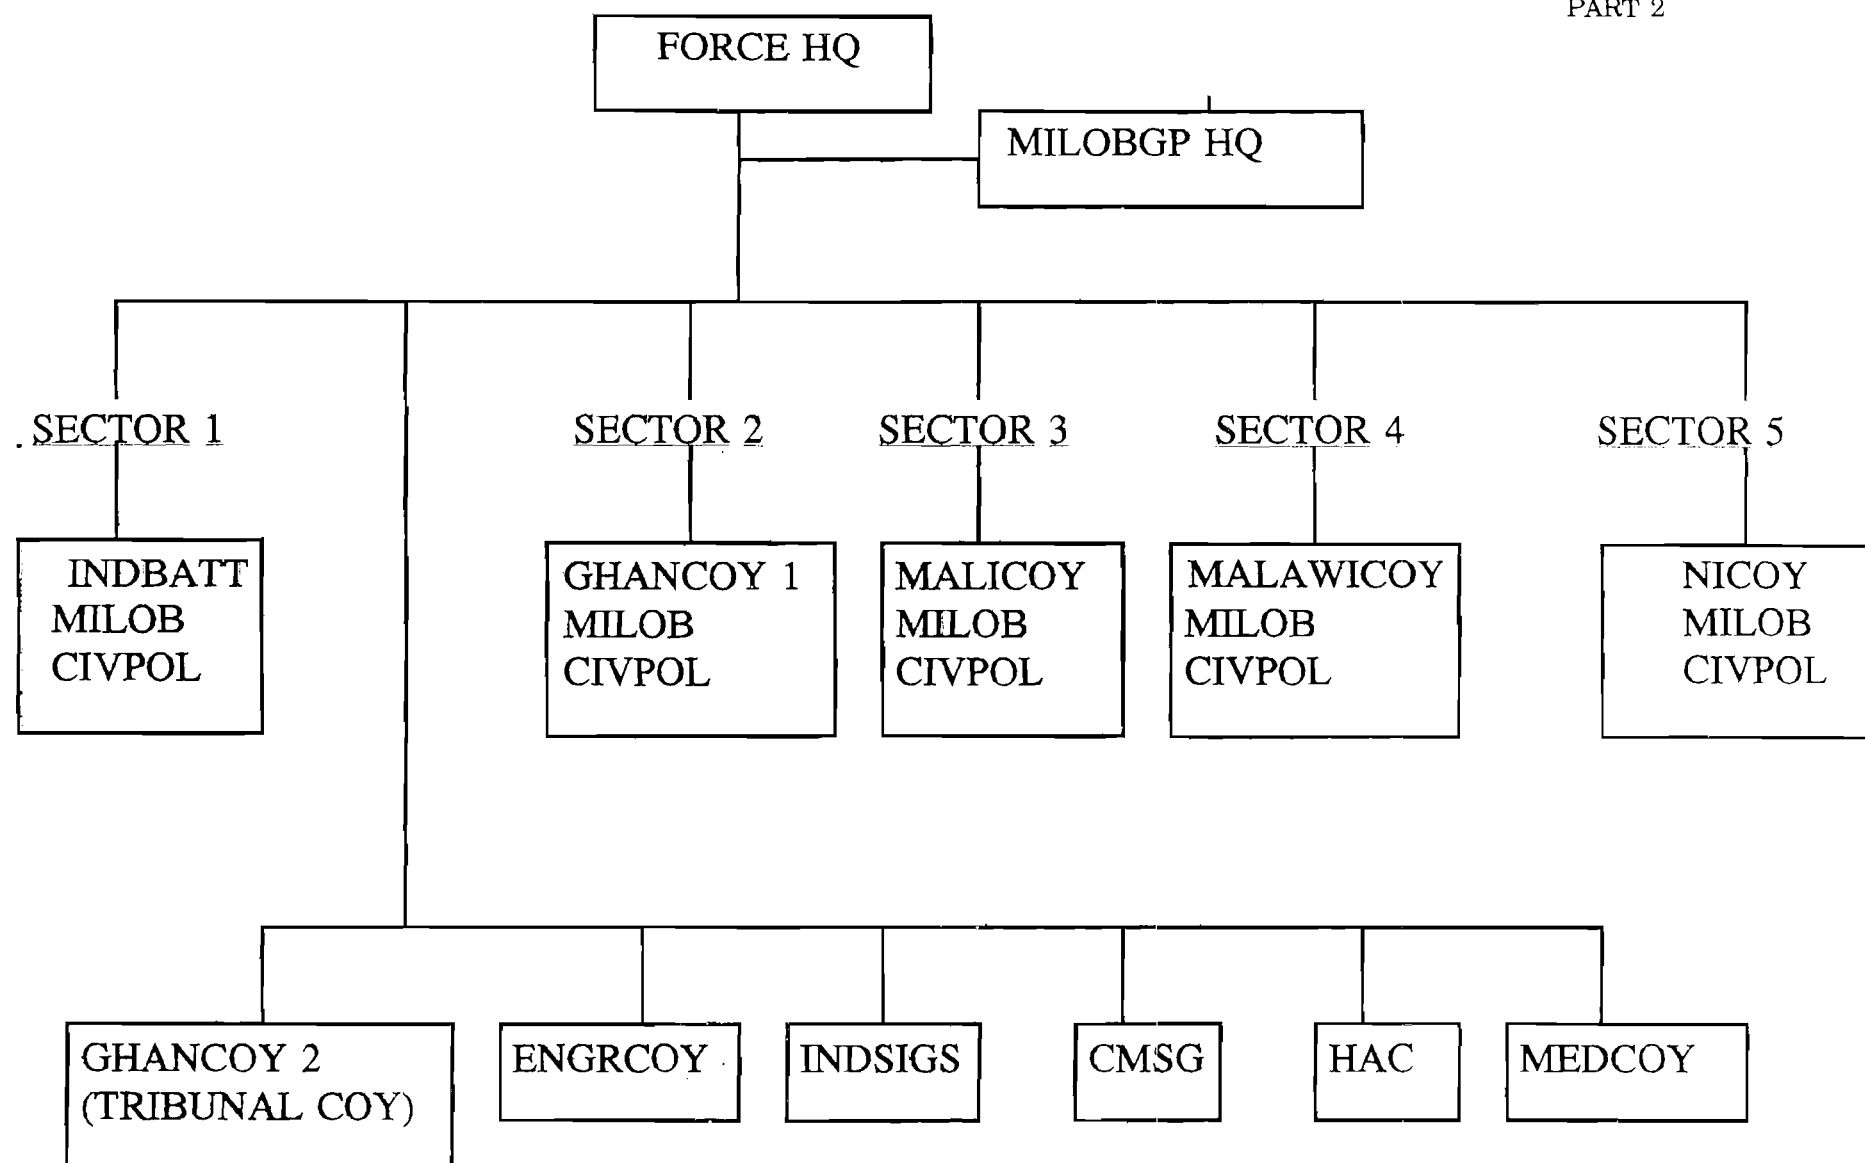 PART 2
FORCE HQ
MILOBGP HQ
SECTOR 1
SECTOR 2
SECTOR 3
SECTOR 4
SECTOR 5
INDBATT
MILOB
CIVPOL
GHANCOY 1
MILOB
CIVPOL
MALICOY
MILOB
CIVPOL
MALAWICOY
MILOB
CIVPOL
NICOY
MILOB
CIVPOL
GHANCOY 2
(TRIBUNAL COY)
ENGRCOY
INDSIGS
CMSG
HAC
MEDCOY